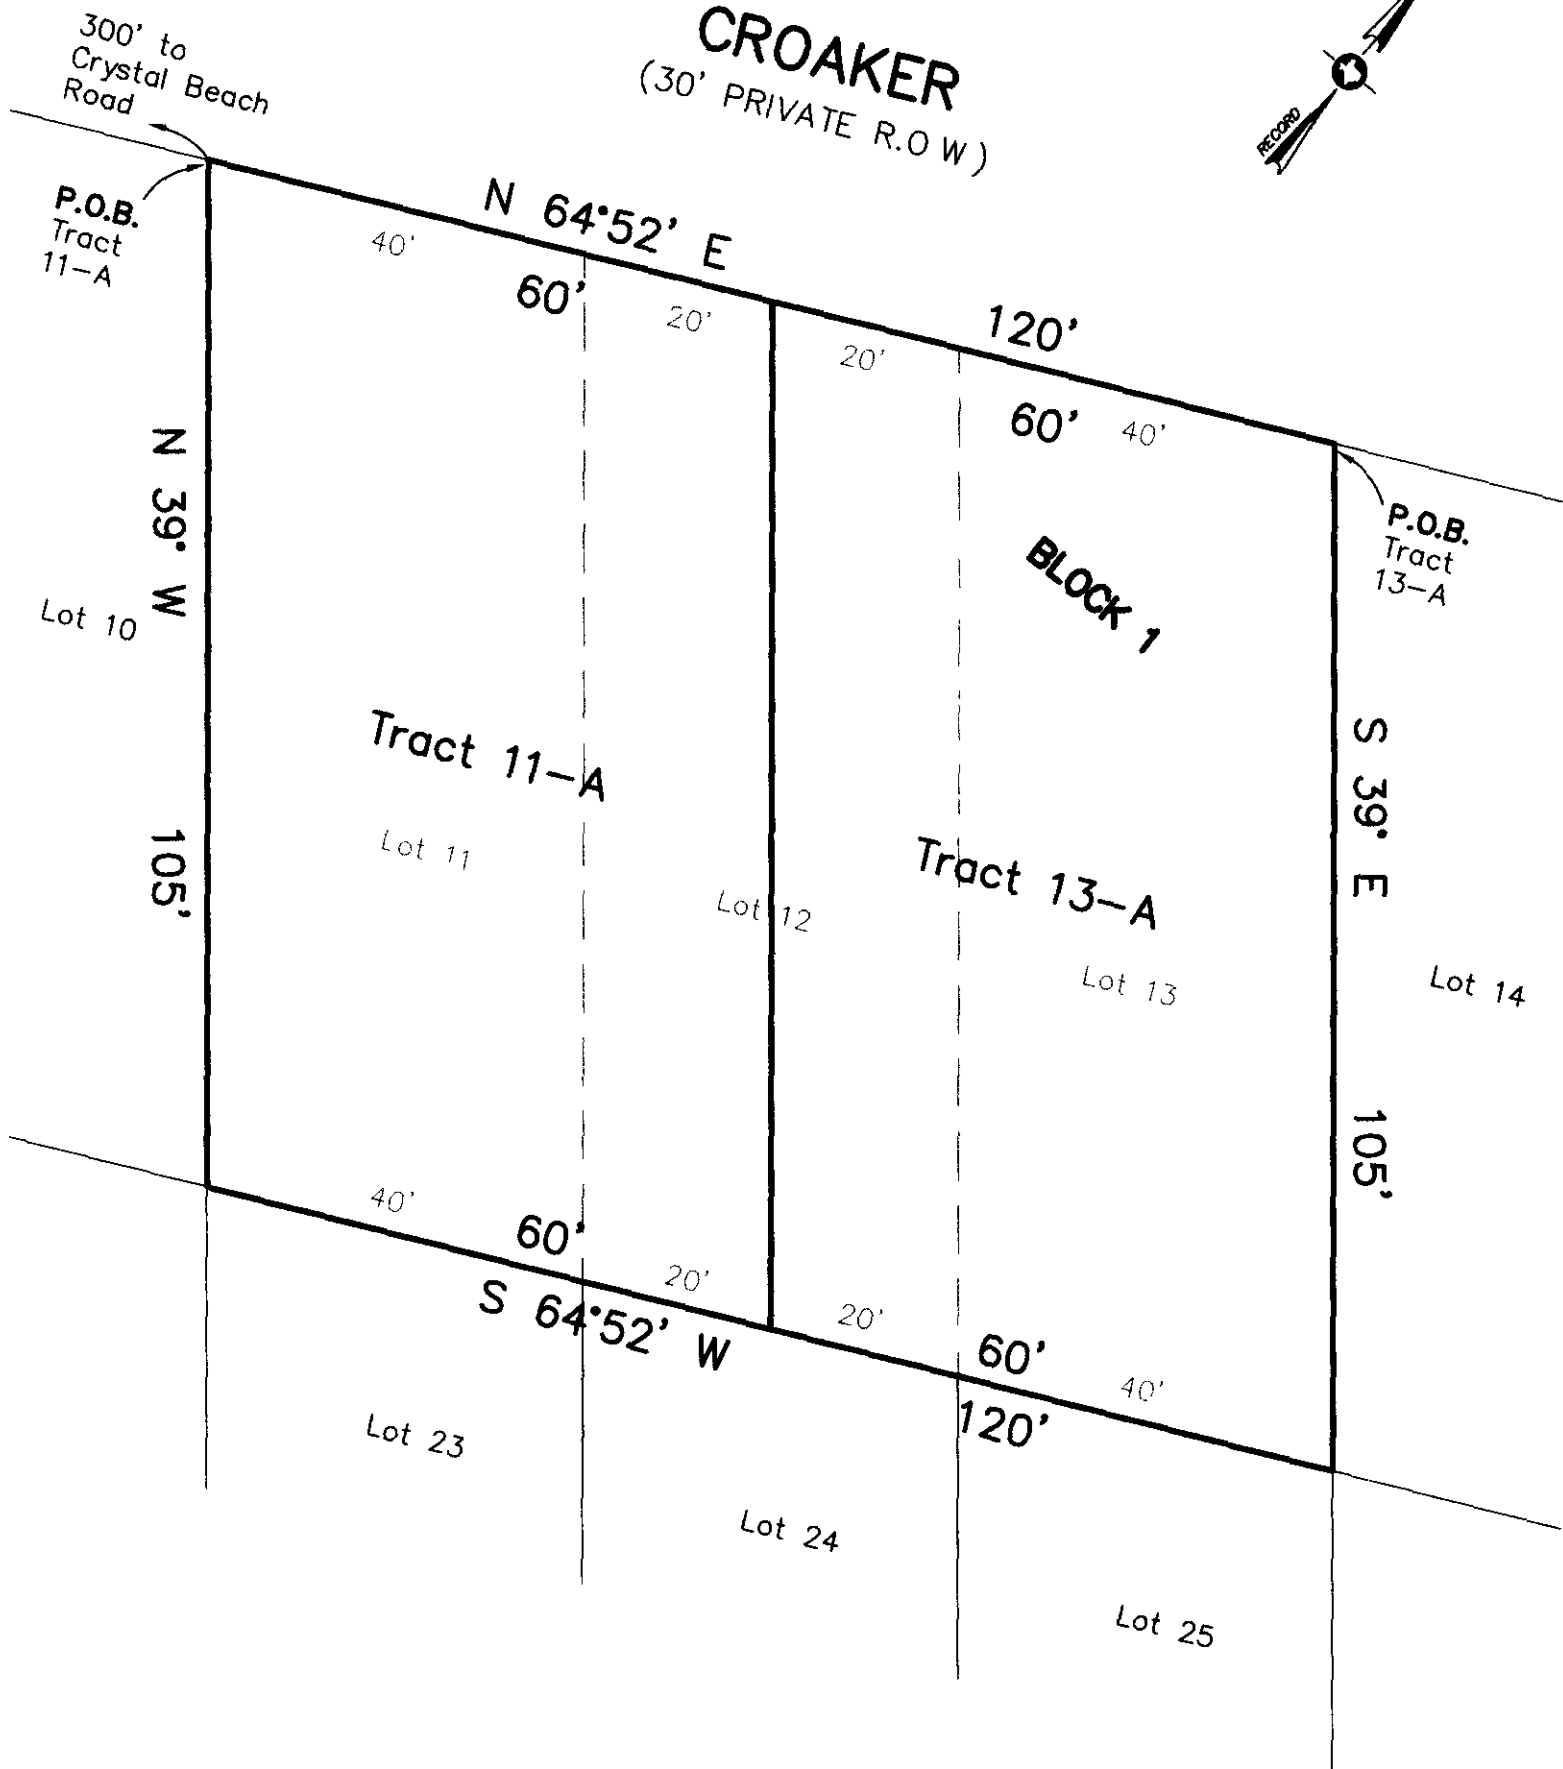 300' to
Crystal Beach
Road
CROAKER
(30' PRIVATE R.O W)
RECORD
P.O.B.
Tract
11-A
N 64°52' E
40'
60'
20'
20'
120'
60'
40'
P.O.B.
Tract
13-A
N 39° W
105'
Lot 10
BLOCK 1
Tract 11-A
Lot 11
Lot 12
Tract 13-A
Lot 13
S 39° E
105'
Lot 14
40'
60'
20'
S 64°52' W
20'
60'
40'
120'
Lot 23
Lot 24
Lot 25